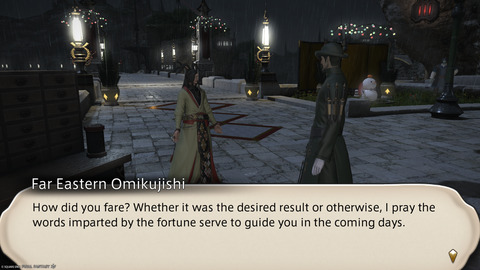 Far Eastern Omikujishi
How did you fare? Whether it was the desired result or otherwise, I pray the
words imparted by the fortune serve to guide you in the coming days.